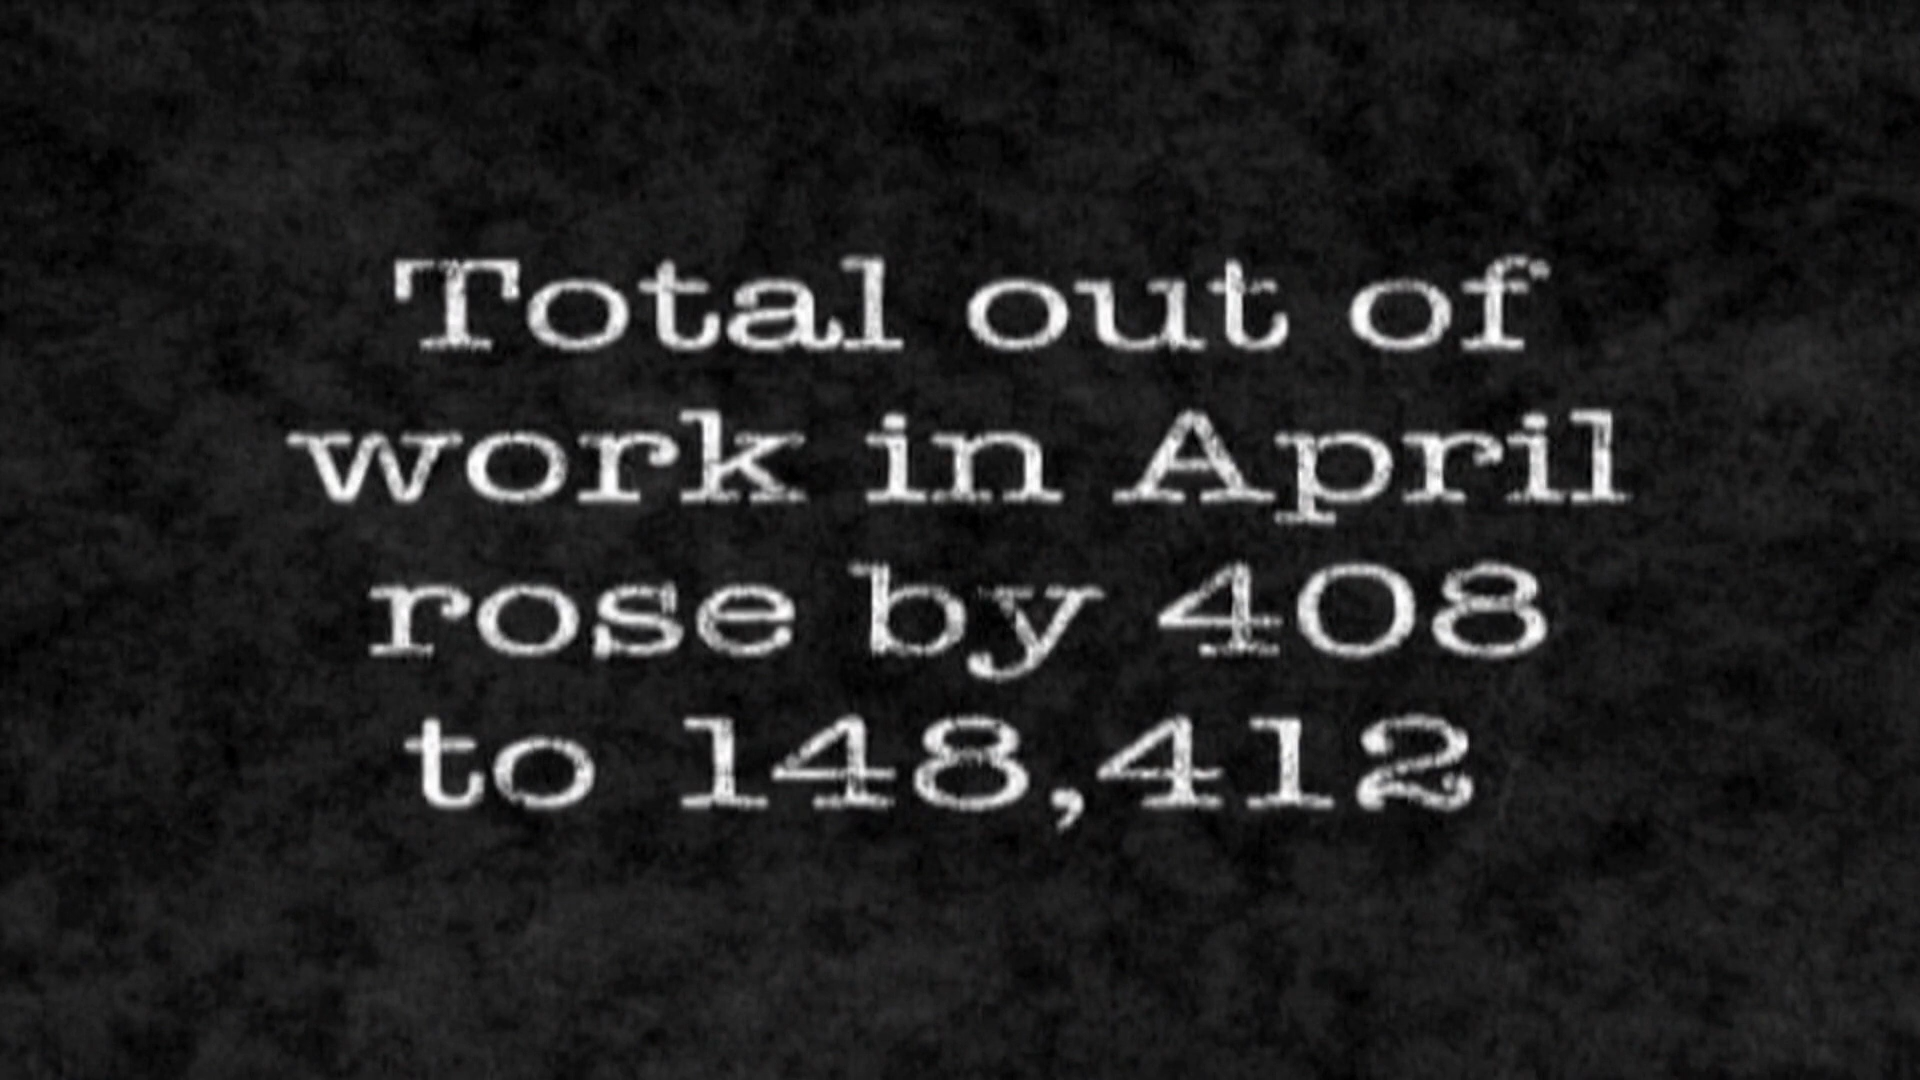 Total out of
work in April
rose by 408
to 148,412